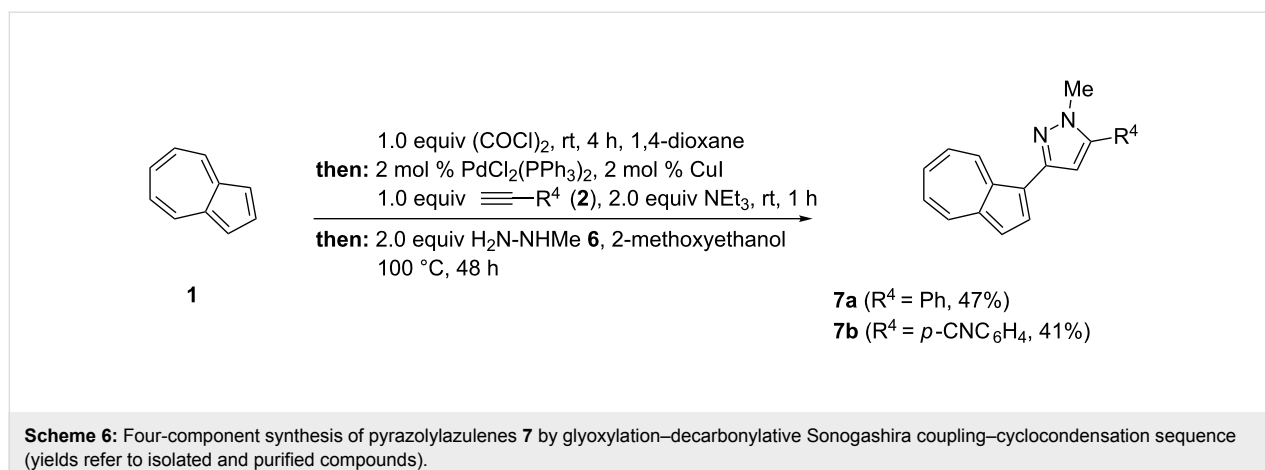 1.0 equiv (COCl)₂, rt, 4 h, 1,4-dioxane
then: 2 mol % PdCl₂(PPh₃)₂, 2 mol % CuI
1.0 equiv R⁴ (2), 2.0 equiv NEt₃, rt, 1 h
then: 2.0 equiv H₂N-NHMe 6, 2-methoxyethanol
100 °C, 48 h
1
Me
N
N
R⁴
7a (R⁴ = Ph, 47%)
7b (R⁴ = p-CNC₆H₄, 41%)
Scheme 6: Four-component synthesis of pyrazolylazulenes 7 by glyoxylation–decarbonylative Sonogashira coupling–cyclocondensation sequence
(yields refer to isolated and purified compounds).